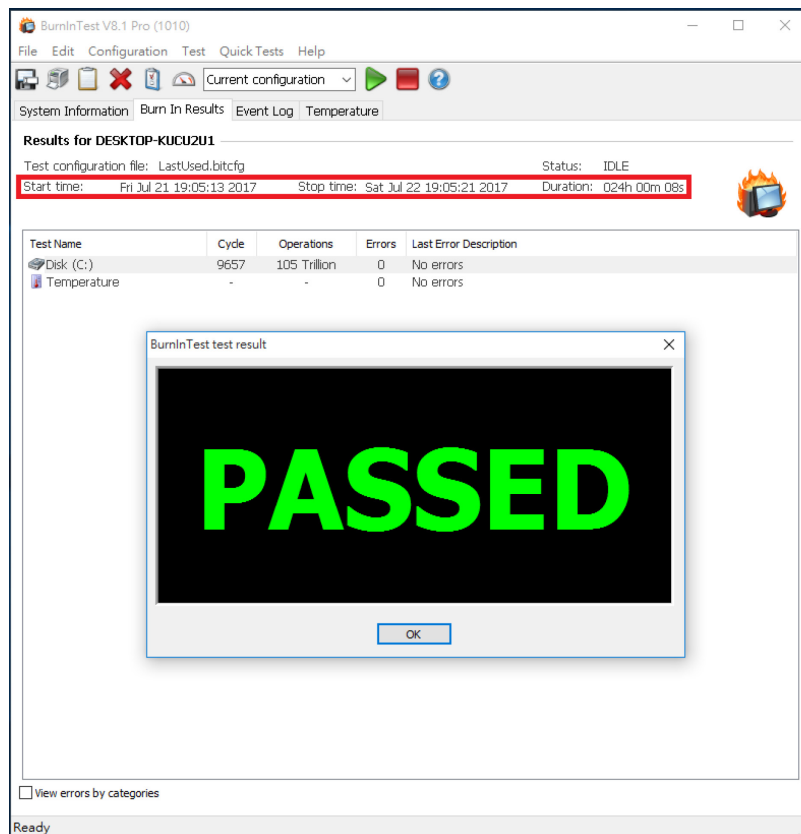 BurnInTest V8.1 Pro (1010)
File Edit Configuration Test Quick Tests Help
Current configuration
System Information Burn In Results Event Log Temperature
Results for DESKTOP-KUCU2U1
Test configuration file: LastUsed.bitcfg Status: IDLE
Start time: Fri Jul 21 19:05:13 2017 Stop time: Sat Jul 22 19:05:21 2017 Duration: 024h 00m 08s
Test Name Cycle Operations Errors Last Error Description
Disk (C:) 9657 105 Trillion 0 No errors
Temperature - - 0 No errors
BurnInTest test result
PASSED
OK
View errors by categories
Ready